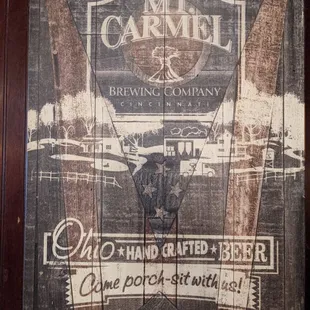 MT.
CARMEL
BREWING COMPANY
CINCINNATI
Ohio ★ HAND CRAFTED ★ BEER
Come porch-sit with us!